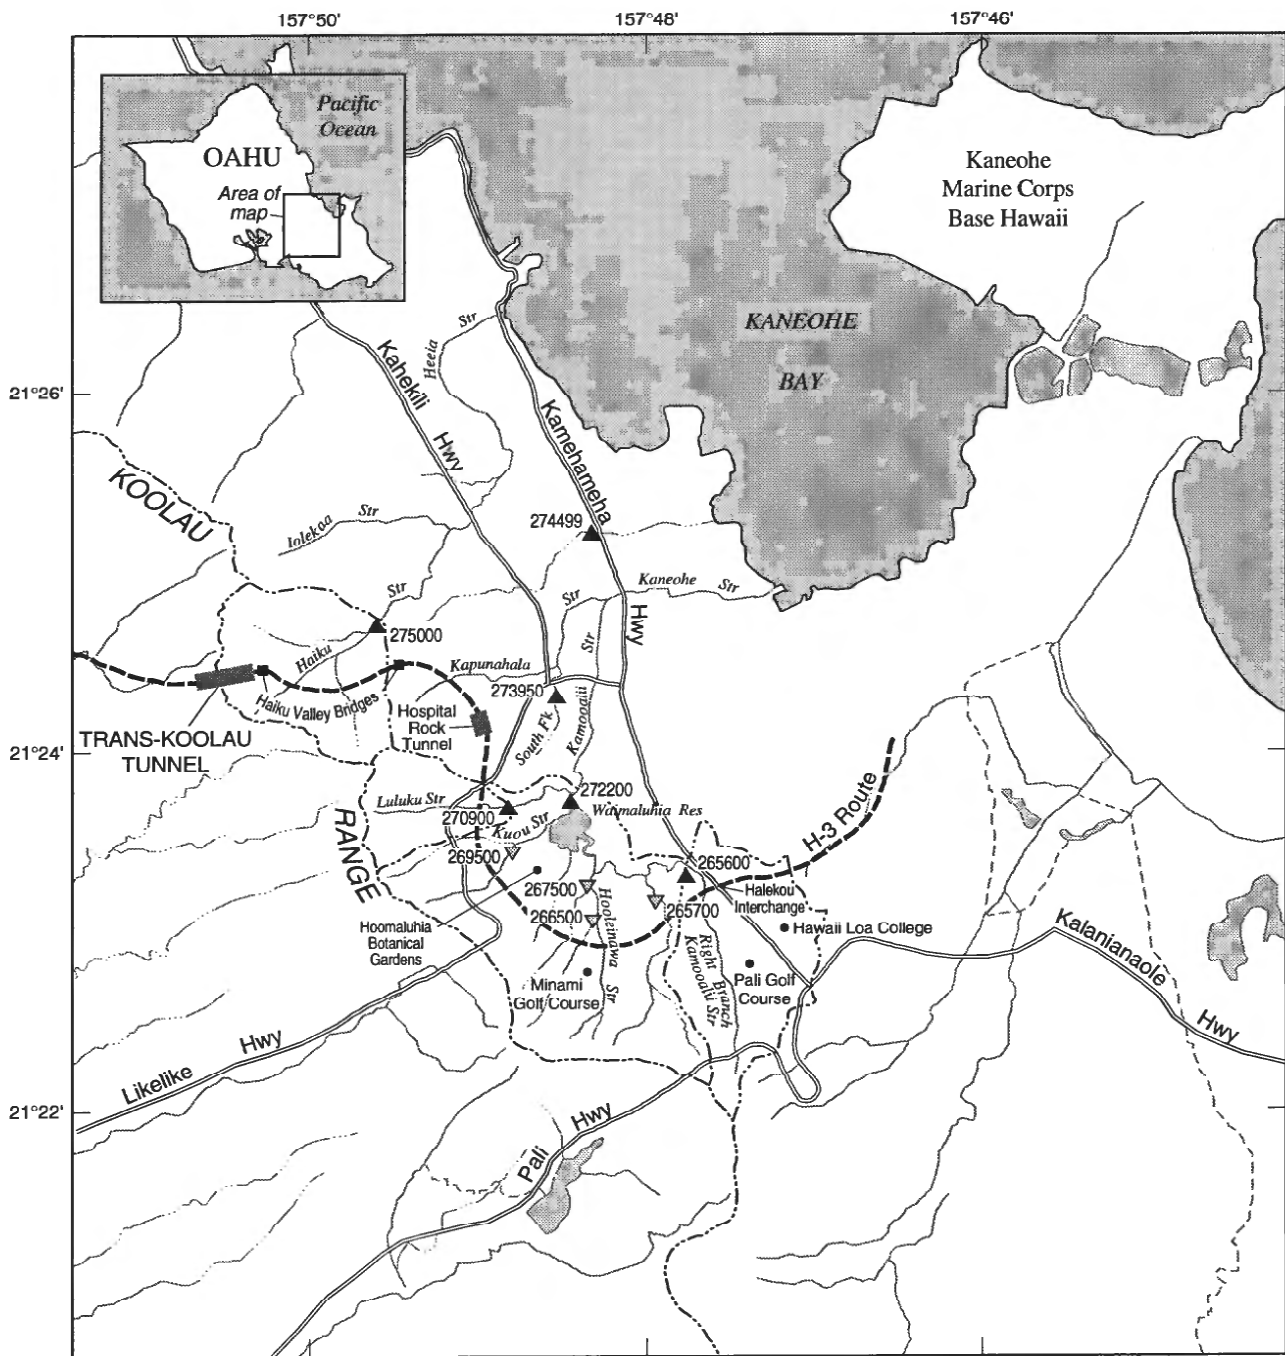 157°50'
157°48'
157°46'
Pacific
Ocean
OAHU
Area of
map
Kaneohe
Marine Corps
Base Hawaii
KANEOHE
BAY
Heeia Str
Kahekili Hwy
Kamehameha Hwy
21°26'
KOOLAU
Iolekaa Str
274499
Kaneohe Str
Str
Str
Str
275000
Haiku
Kapunahala
273950
Haiku Valley Bridges
Hospital
Rock
Tunnel
South Fk
Kamooalii
TRANS-KOOLAU
TUNNEL
21°24'
272200
Luluku Str
Waimaluhia Res
270900
Kuou Str
H-3 Route
RANGE
269500
265600
267500
Halekou
Interchange
266500
265700
Hooleinawa Str
Hoomaluhia
Botanical
Gardens
Hawaii Loa College
Kalanianaole Hwy
Right Branch
Kamooalii Str
Minami
Golf Course
Pali Golf
Course
Likelike Hwy
21°22'
Pali Hwy